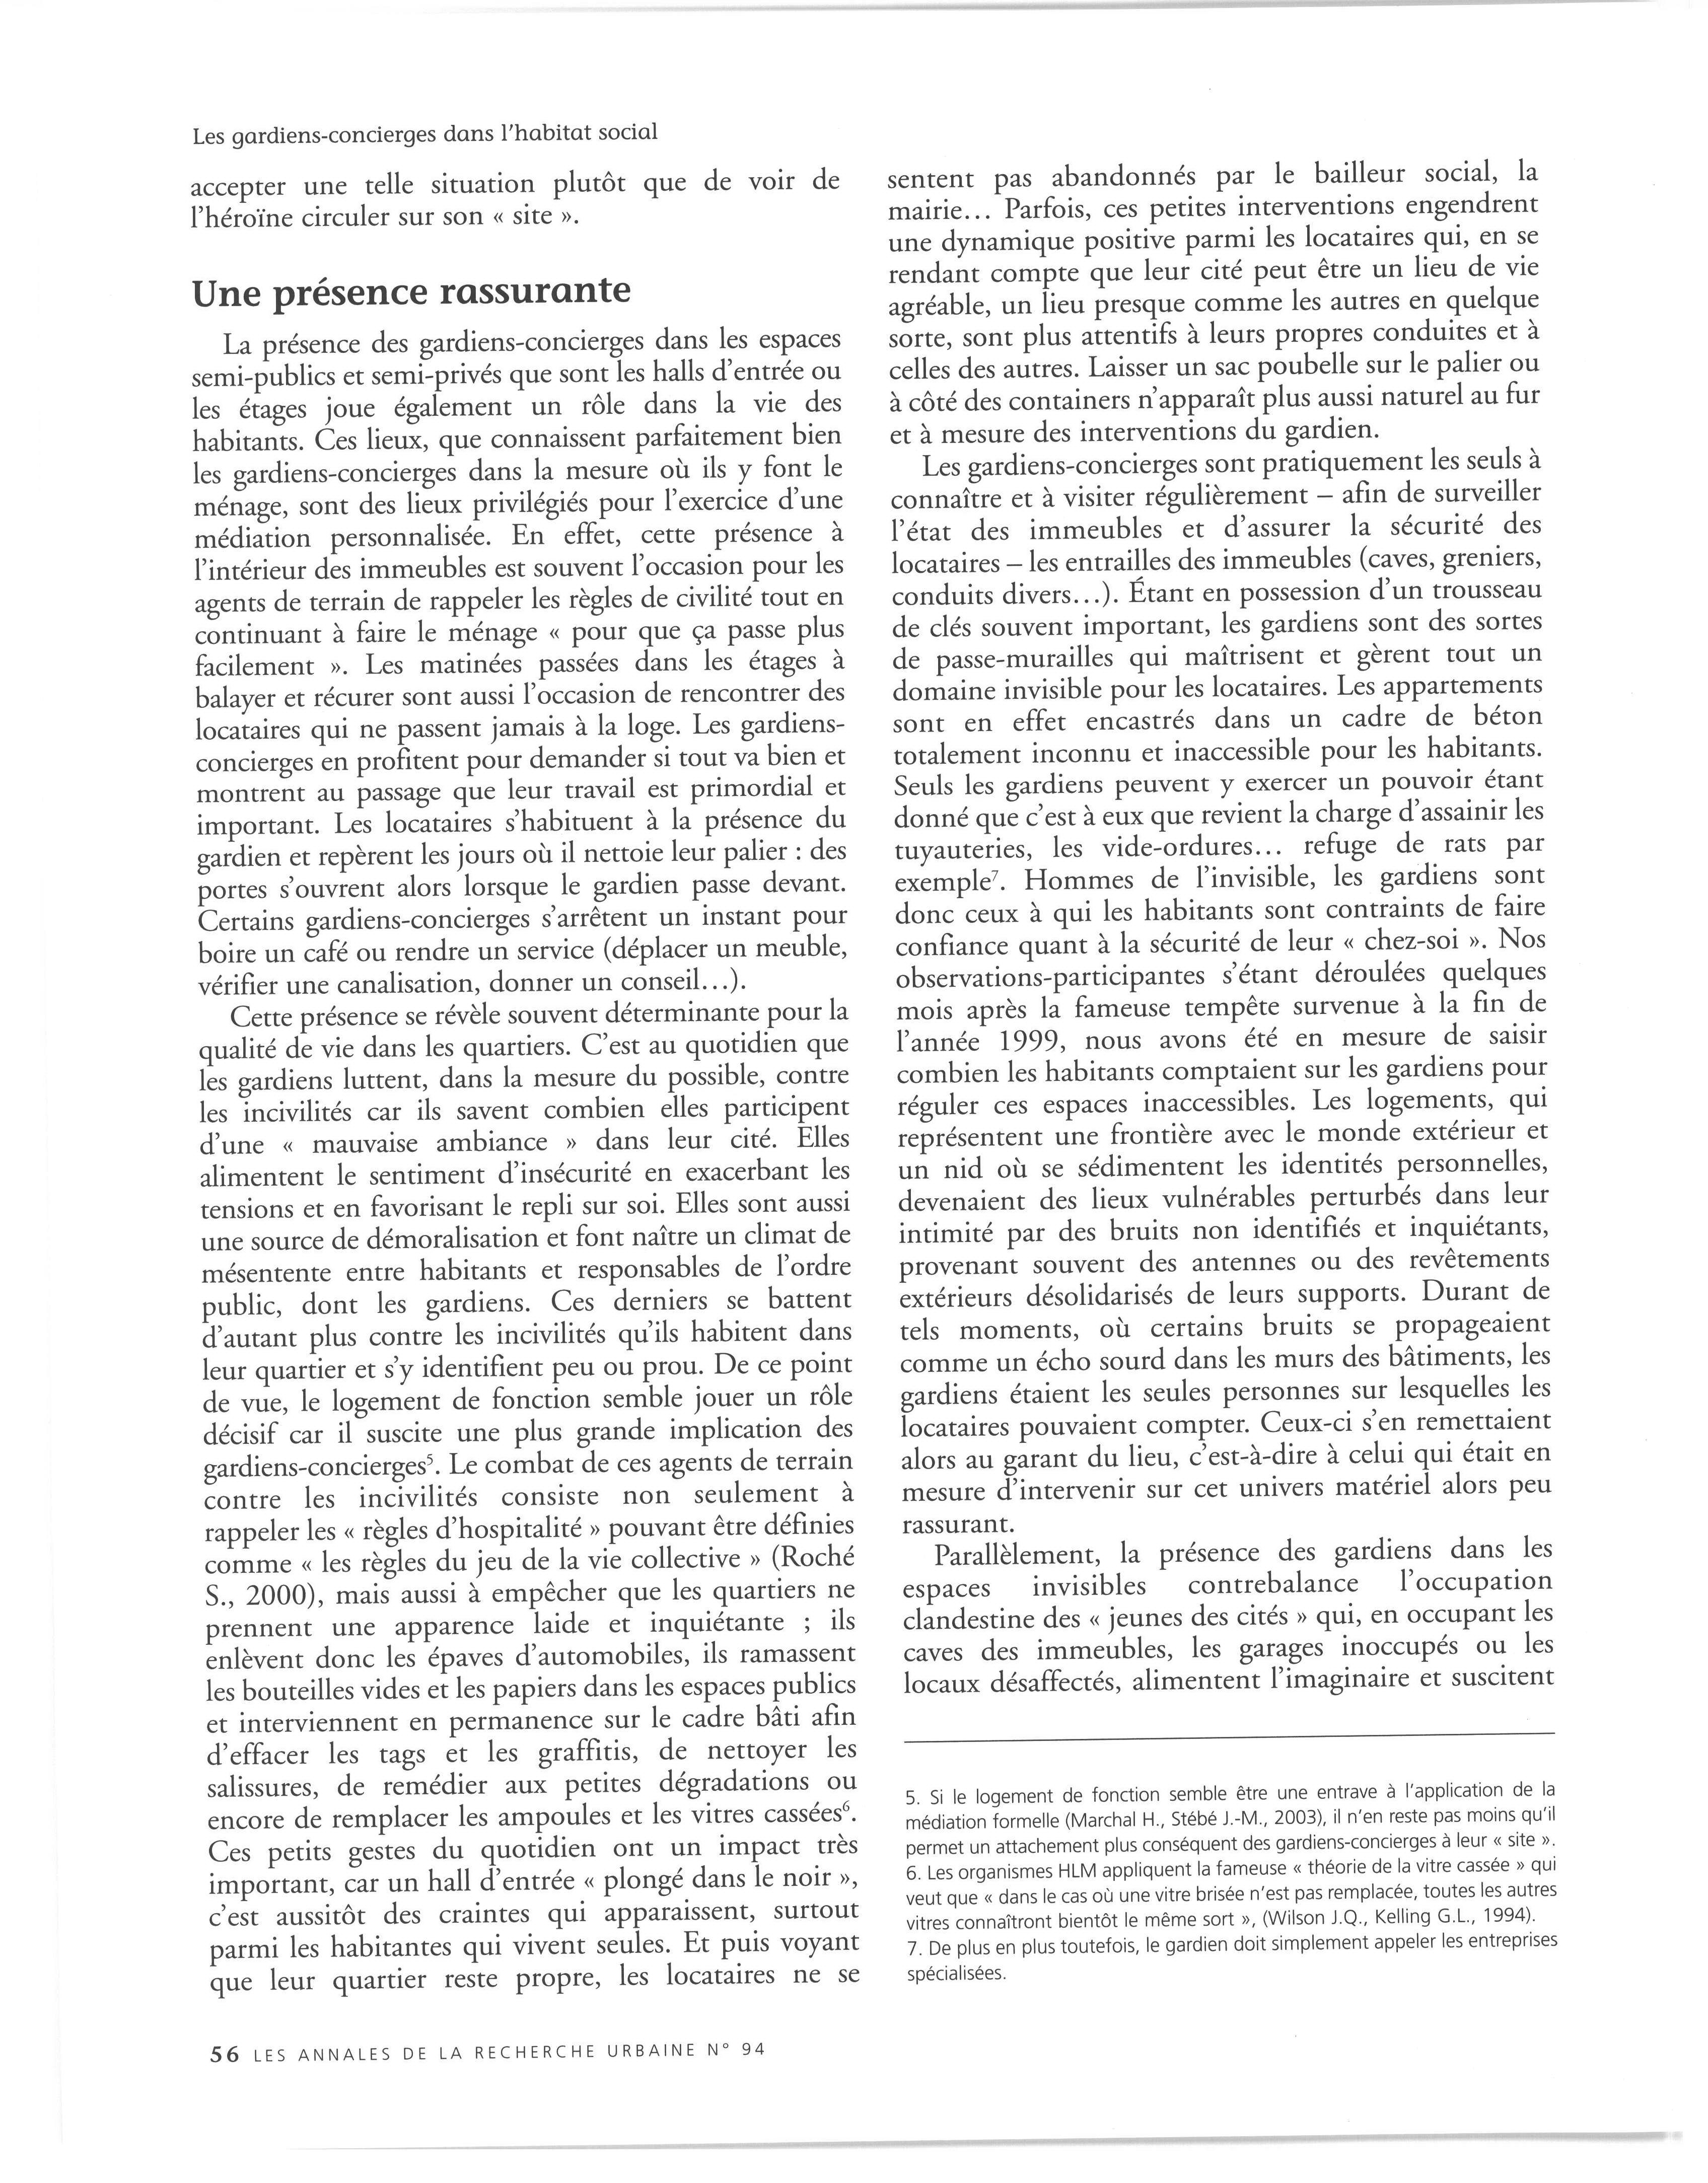 Les gardiens-concierges dans l'habitat social
accepter une telle situation plutôt que de voir de
l'héroïne circuler sur son « site ».
Une présence rassurante
La présence des gardiens-concierges dans les espaces
semi-publics et semi-privés que sont les halls d'entrée ou
les étages joue également un rôle dans la vie des
habitants. Ces lieux, que connaissent parfaitement bien
les gardiens-concierges dans la mesure où ils y font le
ménage, sont des lieux privilégiés pour l'exercice d'une
médiation personnalisée. En effet, cette présence à
l'intérieur des immeubles est souvent l'occasion pour les
agents de terrain de rappeler les règles de civilité tout en
continuant à faire le ménage « pour que ça passe plus
facilement ». Les matinées passées dans les étages à
balayer et récurer sont aussi l'occasion de rencontrer des
locataires qui ne passent jamais à la loge. Les gardiens-
concierges en profitent pour demander si tout va bien et
montrent au passage que leur travail est primordial et
important. Les locataires s'habituent à la présence du
gardien et repèrent les jours où il nettoie leur palier : des
portes s'ouvrent alors lorsque le gardien passe devant.
Certains gardiens-concierges s'arrêtent un instant pour
boire un café ou rendre un service (déplacer un meuble,
vérifier une canalisation, donner un conseil...).
Cette présence se révèle souvent déterminante pour la
qualité de vie dans les quartiers. C'est au quotidien que
les gardiens luttent, dans la mesure du possible, contre
les incivilités car ils savent combien elles participent
d'une « mauvaise ambiance » dans leur cité. Elles
alimentent le sentiment d'insécurité en exacerbant les
tensions et en favorisant le repli sur soi. Elles sont aussi
une source de démoralisation et font naître un climat de
mésentente entre habitants et responsables de l'ordre
public, dont les gardiens. Ces derniers se battent
d'autant plus contre les incivilités qu'ils habitent dans
leur quartier et s'y identifient peu ou prou. De ce point
de vue, le logement de fonction semble jouer un rôle
décisif car il suscite une plus grande implication des
gardiens-concierges⁵. Le combat de ces agents de terrain
contre les incivilités consiste non seulement à
rappeler les « règles d'hospitalité » pouvant être définies
comme « les règles du jeu de la vie collective » (Roché
S., 2000), mais aussi à empêcher que les quartiers ne
prennent une apparence laide et inquiétante ; ils
enlèvent donc les épaves d'automobiles, ils ramassent
les bouteilles vides et les papiers dans les espaces publics
et interviennent en permanence sur le cadre bâti afin
d'effacer les tags et les graffitis, de nettoyer les
salissures, de remédier aux petites dégradations ou
encore de remplacer les ampoules et les vitres cassées⁶.
Ces petits gestes du quotidien ont un impact très
important, car un hall d'entrée « plongé dans le noir »,
c'est aussitôt des craintes qui apparaissent, surtout
parmi les habitantes qui vivent seules. Et puis voyant
que leur quartier reste propre, les locataires ne se
sentent pas abandonnés par le bailleur social, la
mairie... Parfois, ces petites interventions engendrent
une dynamique positive parmi les locataires qui, en se
rendant compte que leur cité peut être un lieu de vie
agréable, un lieu presque comme les autres en quelque
sorte, sont plus attentifs à leurs propres conduites et à
celles des autres. Laisser un sac poubelle sur le palier ou
à côté des containers n'apparaît plus aussi naturel au fur
et à mesure des interventions du gardien.
Les gardiens-concierges sont pratiquement les seuls à
connaître et à visiter régulièrement – afin de surveiller
l'état des immeubles et d'assurer la sécurité des
locataires – les entrailles des immeubles (caves, greniers,
conduits divers...). Étant en possession d'un trousseau
de clés souvent important, les gardiens sont des sortes
de passe-murailles qui maîtrisent et gèrent tout un
domaine invisible pour les locataires. Les appartements
sont en effet encastrés dans un cadre de béton
totalement inconnu et inaccessible pour les habitants.
Seuls les gardiens peuvent y exercer un pouvoir étant
donné que c'est à eux que revient la charge d'assainir les
tuyauteries, les vide-ordures... refuge de rats par
exemple⁷. Hommes de l'invisible, les gardiens sont
donc ceux à qui les habitants sont contraints de faire
confiance quant à la sécurité de leur « chez-soi ». Nos
observations-participantes s'étant déroulées quelques
mois après la fameuse tempête survenue à la fin de
l'année 1999, nous avons été en mesure de saisir
combien les habitants comptaient sur les gardiens pour
réguler ces espaces inaccessibles. Les logements, qui
représentent une frontière avec le monde extérieur et
un nid où se sédimentent les identités personnelles,
devenaient des lieux vulnérables perturbés dans leur
intimité par des bruits non identifiés et inquiétants,
provenant souvent des antennes ou des revêtements
extérieurs désolidarisés de leurs supports. Durant de
tels moments, où certains bruits se propageaient
comme un écho sourd dans les murs des bâtiments, les
gardiens étaient les seules personnes sur lesquelles les
locataires pouvaient compter. Ceux-ci s'en remettaient
alors au garant du lieu, c'est-à-dire à celui qui était en
mesure d'intervenir sur cet univers matériel alors peu
rassurant.
Parallèlement, la présence des gardiens dans les
espaces invisibles contrebalance l'occupation
clandestine des « jeunes des cités » qui, en occupant les
caves des immeubles, les garages inoccupés ou les
locaux désaffectés, alimentent l'imaginaire et suscitent
5. Si le logement de fonction semble être une entrave à l'application de la
médiation formelle (Marchal H., Stébé J.-M., 2003), il n'en reste pas moins qu'il
permet un attachement plus conséquent des gardiens-concierges à leur « site ».
6. Les organismes HLM appliquent la fameuse « théorie de la vitre cassée » qui
veut que « dans le cas où une vitre brisée n'est pas remplacée, toutes les autres
vitres connaîtront bientôt le même sort », (Wilson J.Q., Kelling G.L., 1994).
7. De plus en plus toutefois, le gardien doit simplement appeler les entreprises
spécialisées.
56 LES ANNALES DE LA RECHERCHE URBAINE N° 94